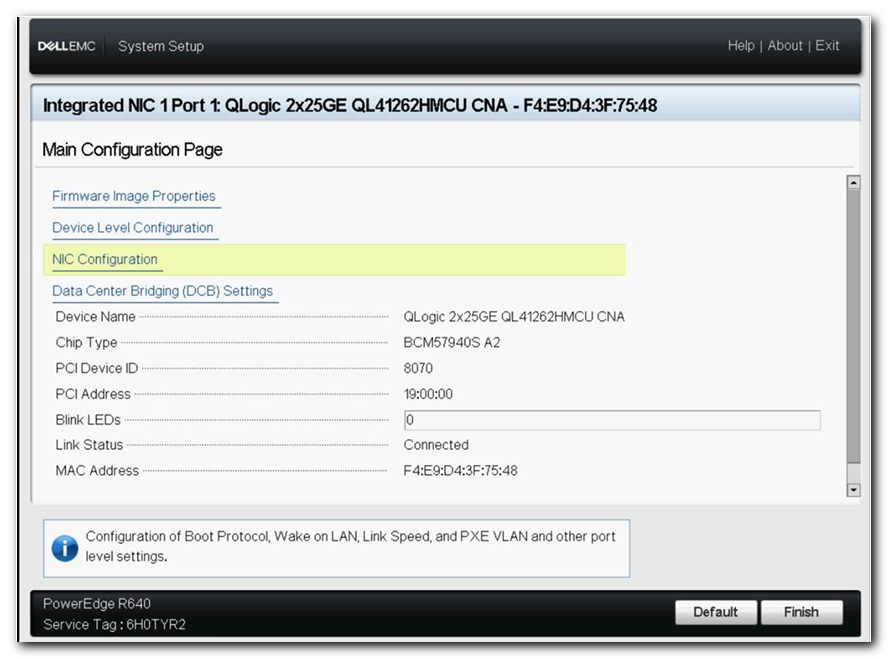 DELLEMC System Setup Help | About | Exit
Integrated NIC 1 Port 1: QLogic 2x25GE QL41262HMCU CNA - F4:E9:D4:3F:75:48
Main Configuration Page
Firmware Image Properties
Device Level Configuration
NIC Configuration
Data Center Bridging (DCB) Settings
Device Name QLogic 2x25GE QL41262HMCU CNA
Chip Type BCM57940S A2
PCI Device ID 8070
PCI Address 19:00:00
Blink LEDs 0
Link Status Connected
MAC Address F4:E9:D4:3F:75:48
Configuration of Boot Protocol, Wake on LAN, Link Speed, and PXE VLAN and other port
level settings.
PowerEdge R640
Service Tag : 6H0TYR2
Default Finish